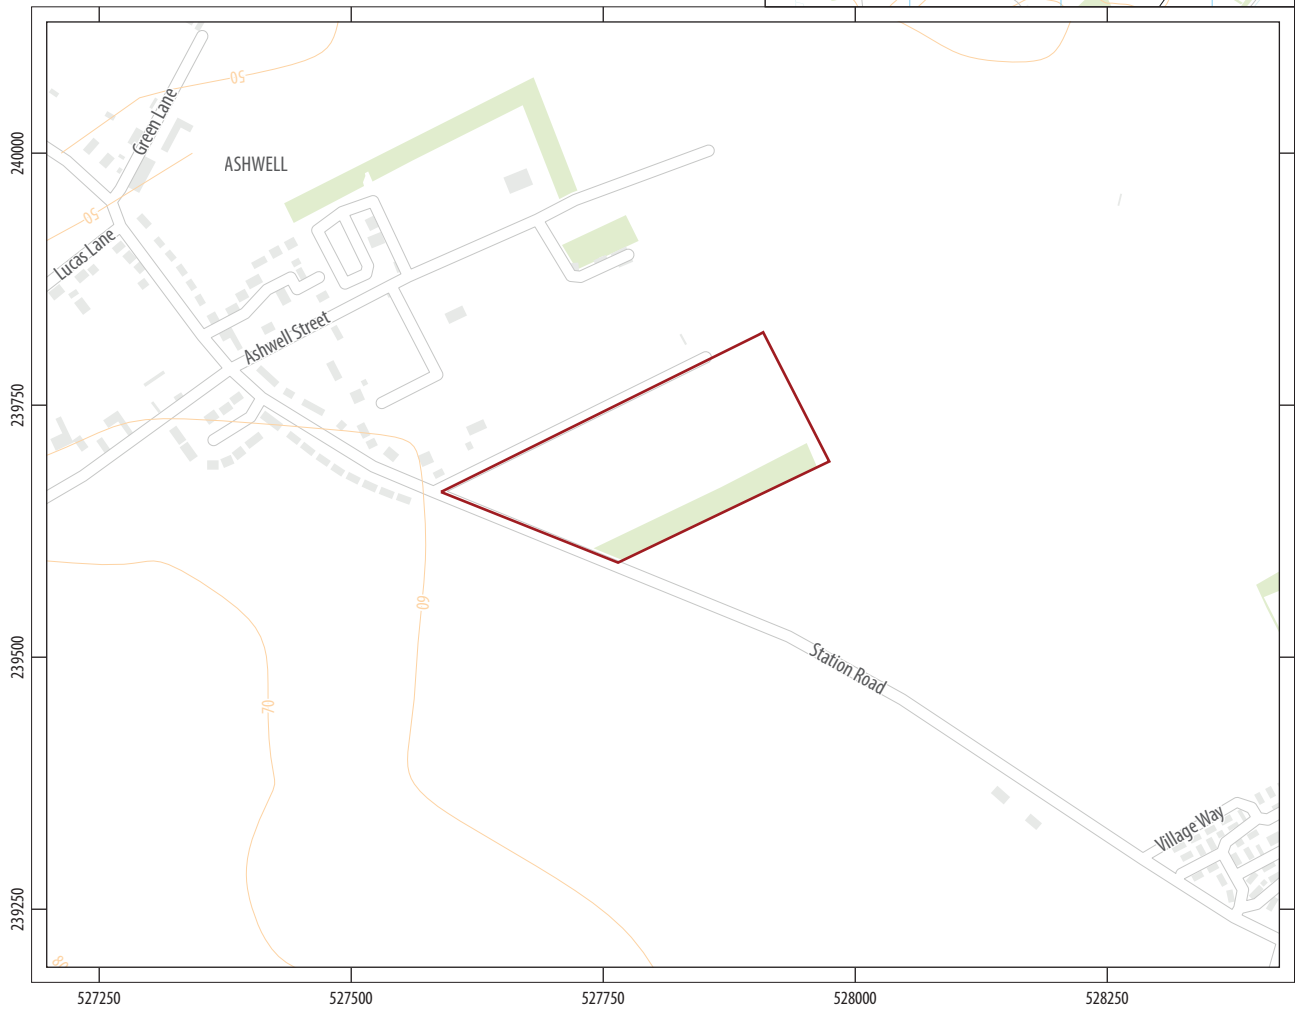 50
Green Lane
240000
ASHWELL
50
Lucas Lane
Ashwell Street
239750
60
239500
Station Road
70
Village Way
239250
80
527250
527500
527750
528000
528250